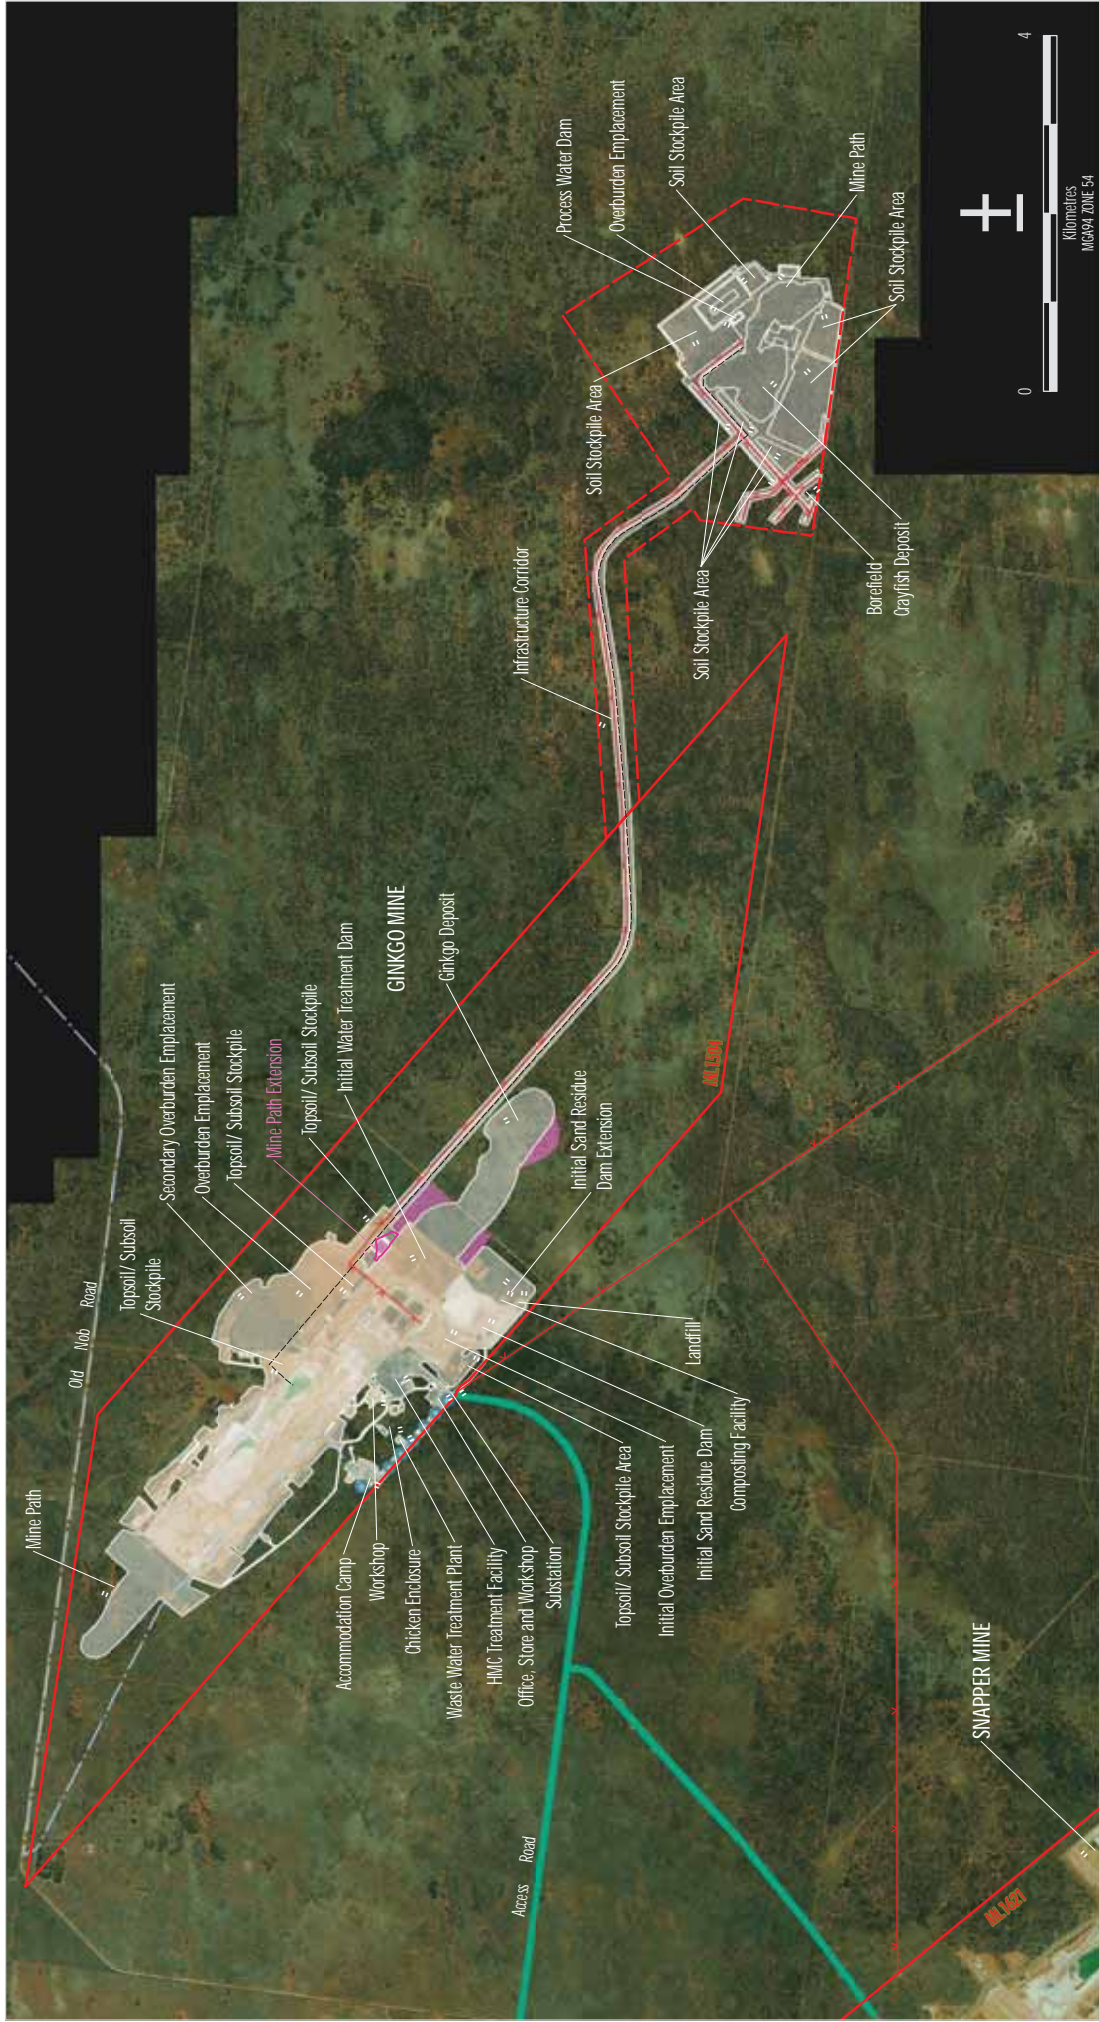 Old Nob Road
Mine Path
Topsoil/ Subsoil
Stockpile
Secondary Overburden Emplacement
Overburden Emplacement
Topsoil/ Subsoil Stockpile
Mine Path Extension
Topsoil/ Subsoil Stockpile
Initial Water Treatment Dam
GINKGO MINE
Ginkgo Deposit
Accommodation Camp
Workshop
Chicken Enclosure
Waste Water Treatment Plant
HMC Treatment Facility
Office, Store and Workshop
Substation
Topsoil/ Subsoil Stockpile Area
Initial Overburden Emplacement
Initial Sand Residue Dam
Composting Facility
Landfill
Initial Sand Residue
Dam Extension
ML1504
Access Road
SNAPPER MINE
ML1621
Infrastructure Corridor
Soil Stockpile Area
Process Water Dam
Overburden Emplacement
Soil Stockpile Area
Mine Path
Soil Stockpile Area
Soil Stockpile Area
Borefield
Crayfish Deposit
0
4
Kilometres
MGA94 ZONE 54